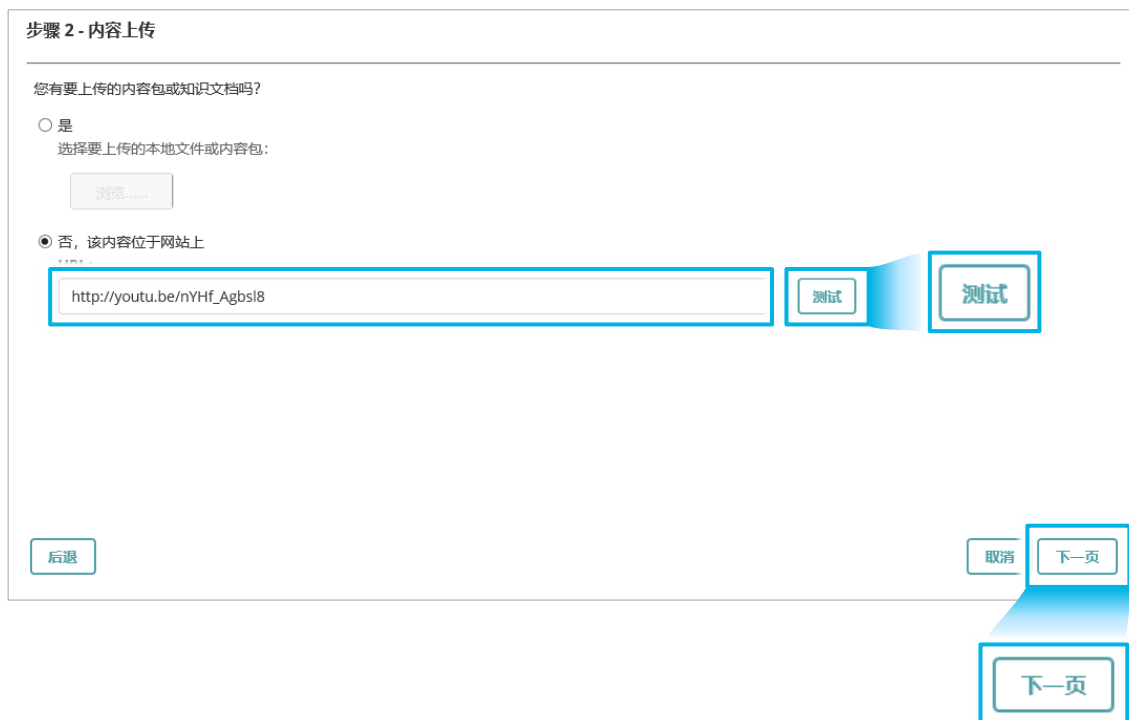 步骤 2 - 内容上传
您有要上传的内容包或知识文档吗?
是
选择要上传的本地文件或内容包:
浏览......
否，该内容位于网站上
http://youtu.be/nYHf_Agbsl8
测试
测试
后退
取消
下一页
下一页